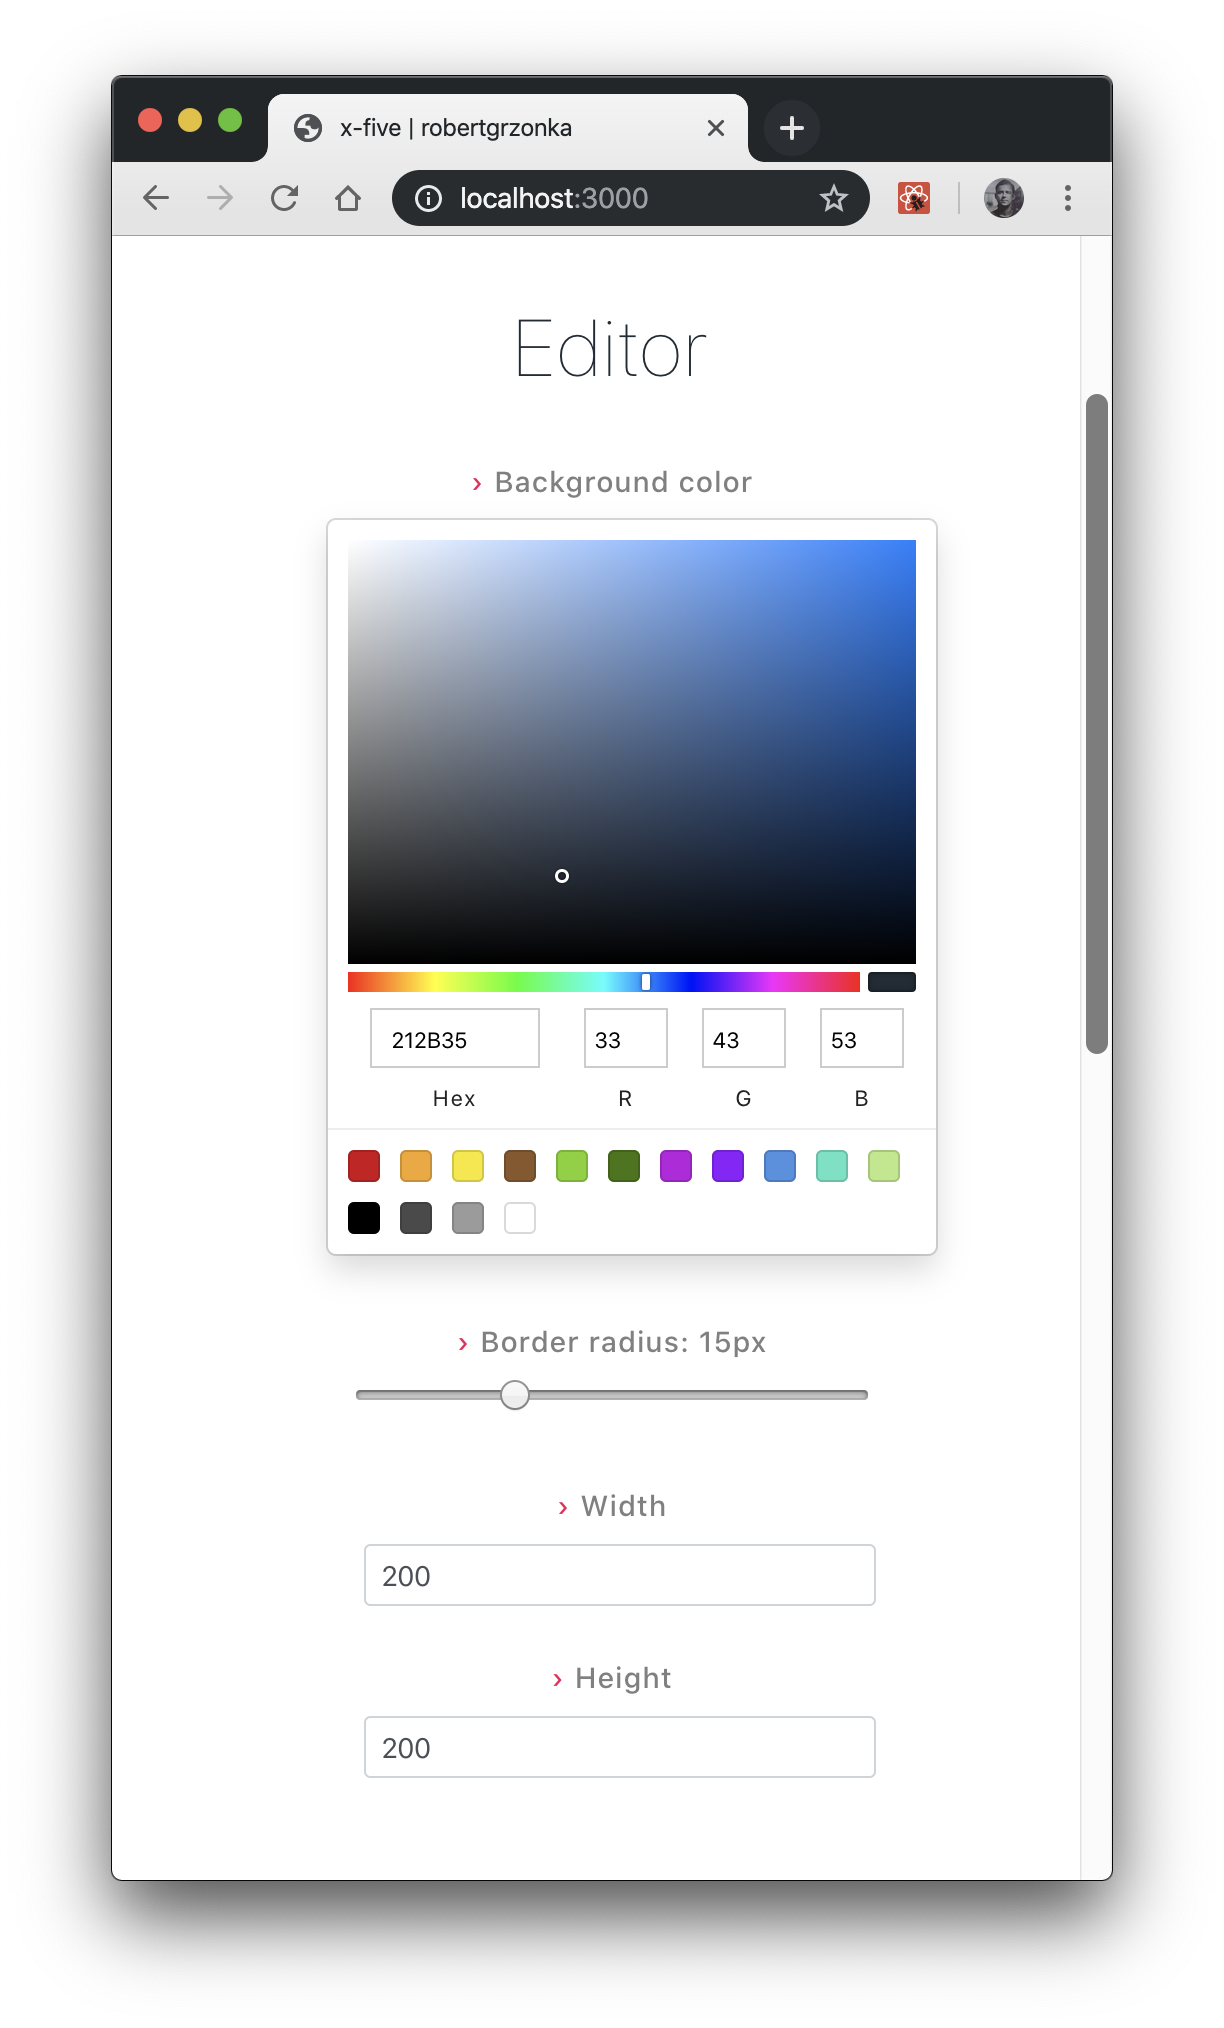 x-five | robertgrzonka
localhost:3000
Editor
› Background color
212B35 33 43 53
Hex R G B
› Border radius: 15px
› Width
200
› Height
200